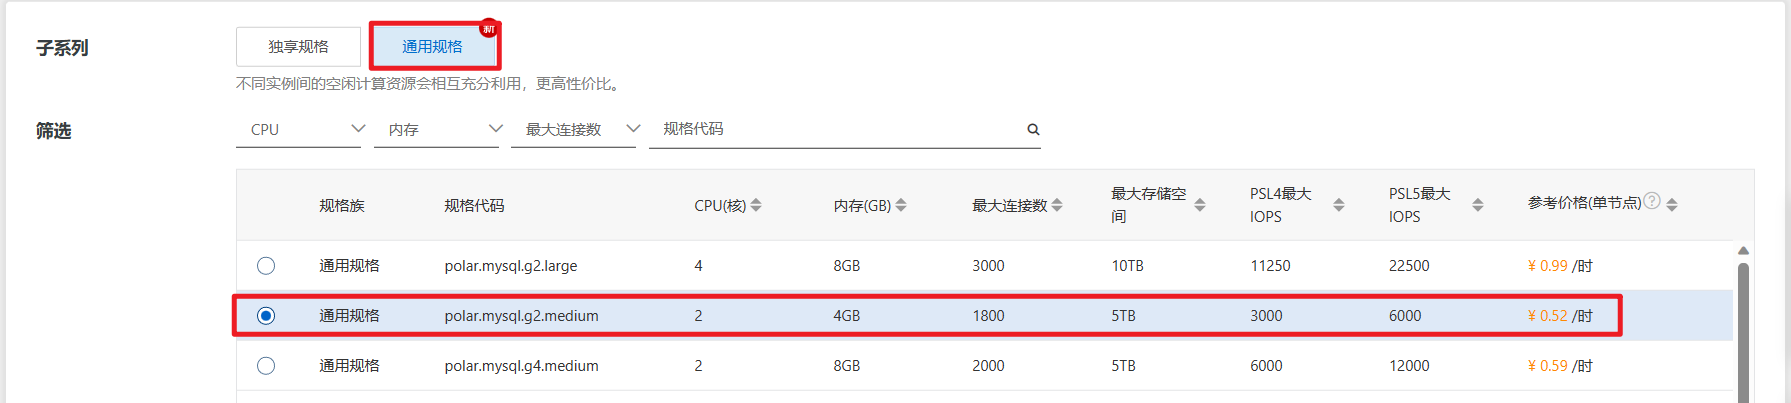 子系列
独享规格
通用规格
新
不同实例间的空闲计算资源会相互充分利用，更高性价比。
筛选
CPU
内存
最大连接数
规格代码
规格族 规格代码 CPU(核) 内存(GB) 最大连接数 最大存储空间 PSL4最大IOPS PSL5最大IOPS 参考价格(单节点)
通用规格 polar.mysql.g2.large 4 8GB 3000 10TB 11250 22500 ¥ 0.99 /时
通用规格 polar.mysql.g2.medium 2 4GB 1800 5TB 3000 6000 ¥ 0.52 /时
通用规格 polar.mysql.g4.medium 2 8GB 2000 5TB 6000 12000 ¥ 0.59 /时